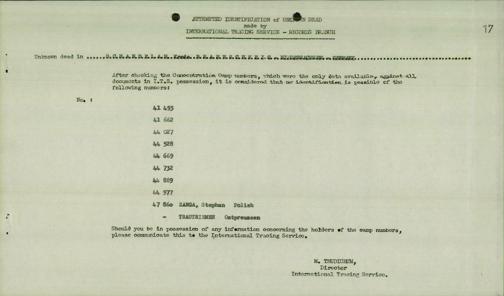 17
ATTEMPTED IDENTIFICATION of UNKNOWN DEAD
made by
INTERNATIONAL TRACING SERVICE - RECORDS BRANCH
Unknown dead in
After checking the Concentration Camp numbers, which were the only data available, against all
documents in I.T.S. possession, it is considered that no identification is possible of the
following numbers:
No. :
41 493
41 662
44 027
44 528
44 669
44 732
44 889
44 977
47 860 ZANGA, Stephan Polish
- TRAUTRIEMER Ostpreussen
Should you be in possession of any information concerning the holders of the camp numbers,
please communicate this to the International Tracing Service.
M. THUDICHUM,
Director
International Tracing Service.